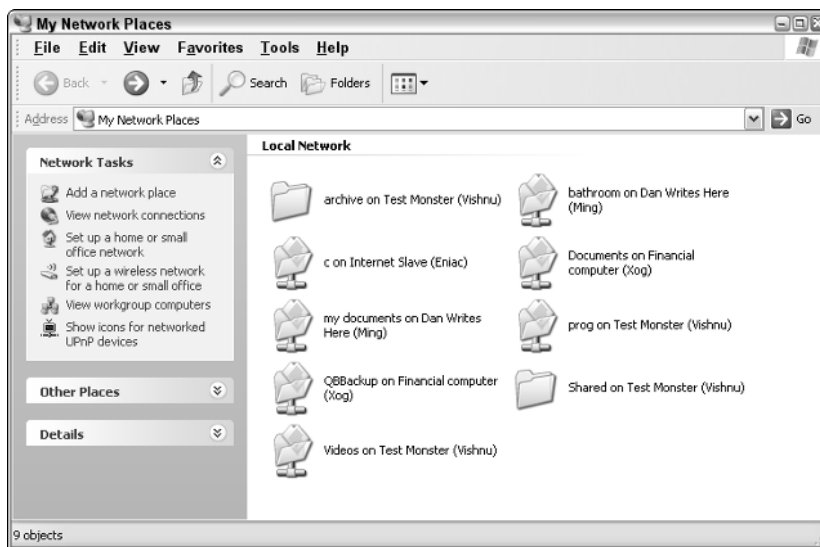 My Network Places
File Edit View Favorites Tools Help
Back Search Folders
Address My Network Places Go
Network Tasks
Add a network place
View network connections
Set up a home or small
office network
Set up a wireless network
for a home or small office
View workgroup computers
Show icons for networked
UPnP devices
Other Places
Details
Local Network
archive on Test Monster (Vishnu)
bathroom on Dan Writes Here
(Ming)
c on Internet Slave (Eniac)
Documents on Financial
computer (Xog)
my documents on Dan Writes
Here (Ming)
prog on Test Monster (Vishnu)
QBBackup on Financial computer
(Xog)
Shared on Test Monster (Vishnu)
Videos on Test Monster (Vishnu)
9 objects